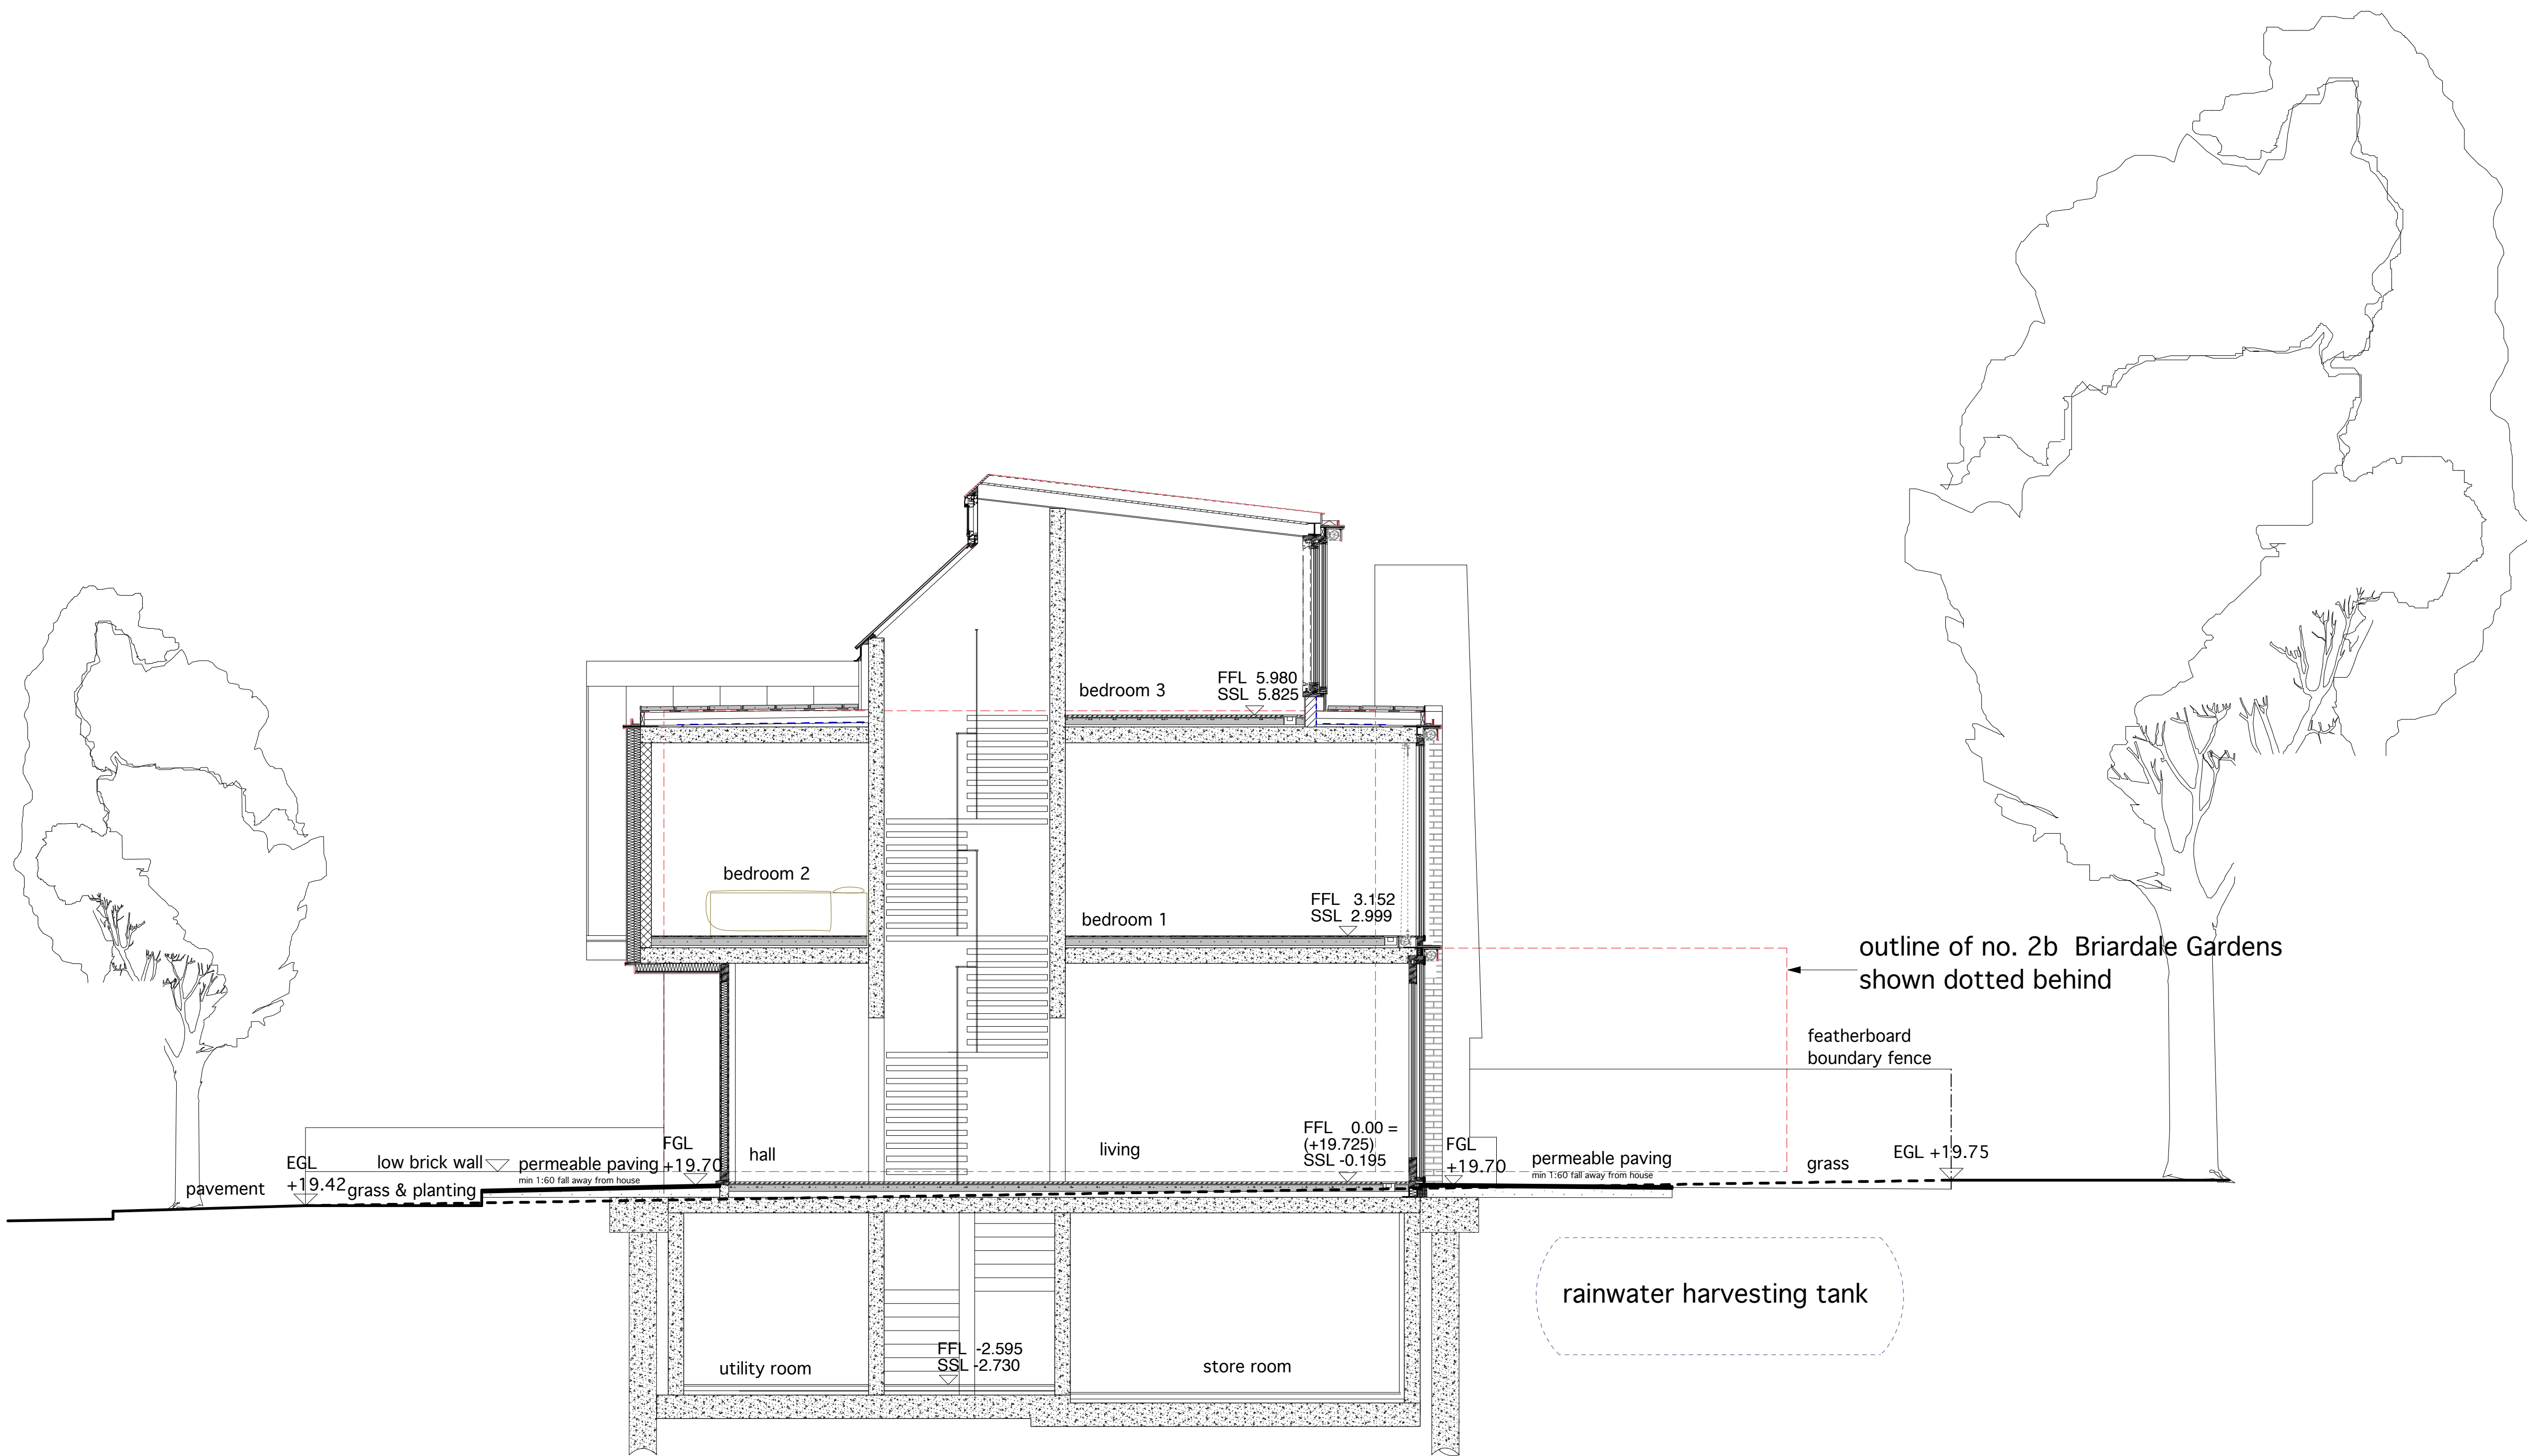 bedroom 3
FFL 5.980
SSL 5.825
bedroom 2
bedroom 1
FFL 3.152
SSL 2.999
outline of no. 2b Briardale Gardens
shown dotted behind
featherboard
boundary fence
EGL
+19.42
pavement
low brick wall
grass & planting
permeable paving
min 1:60 fall away from house
FGL
+19.70
hall
living
FFL 0.00 =
(+19.725)
SSL -0.195
FGL
+19.70
permeable paving
min 1:60 fall away from house
grass
EGL +19.75
utility room
FFL -2.595
SSL -2.730
store room
rainwater harvesting tank